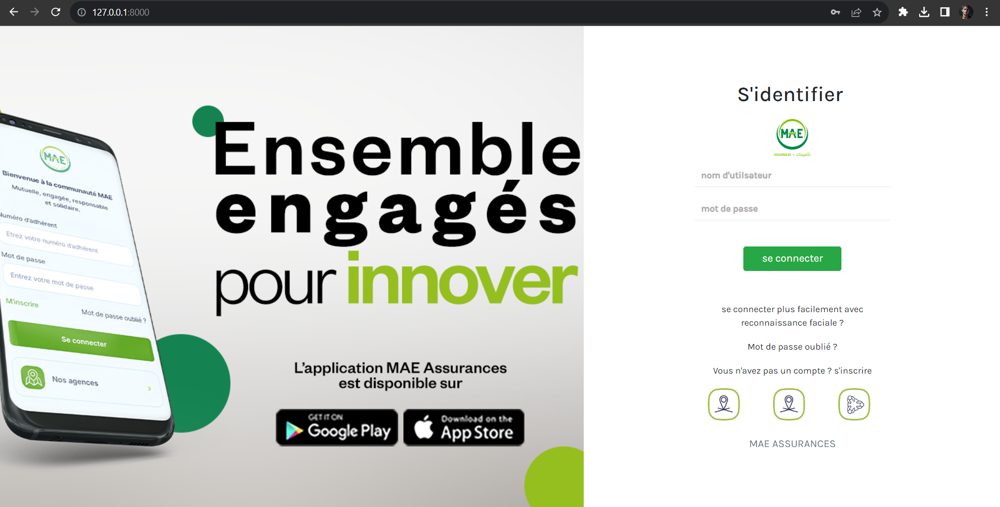 127.0.0.1:8000
MAE
Bienvenue à la communauté MAE
Mutuelle, engagée, responsable
et solidaire.
Numéro d'adhérent
Etrez votre numéro d'adhérent
Mot de passe
Entrez votre mot de passe
M'inscrire
Mot de passe oublié ?
Se connecter
Nos agences
Ensemble
engagés
pour innover
L'application MAE Assurances
est disponible sur
GET IT ON
Google Play
Download on the
App Store
S'identifier
MAE
ASSURANCES • تأمينات
nom d'utilsateur
mot de passe
se connecter
se connecter plus facilement avec
reconnaissance faciale ?
Mot de passe oublié ?
Vous n'avez pas un compte ? s'inscrire
MAE ASSURANCES